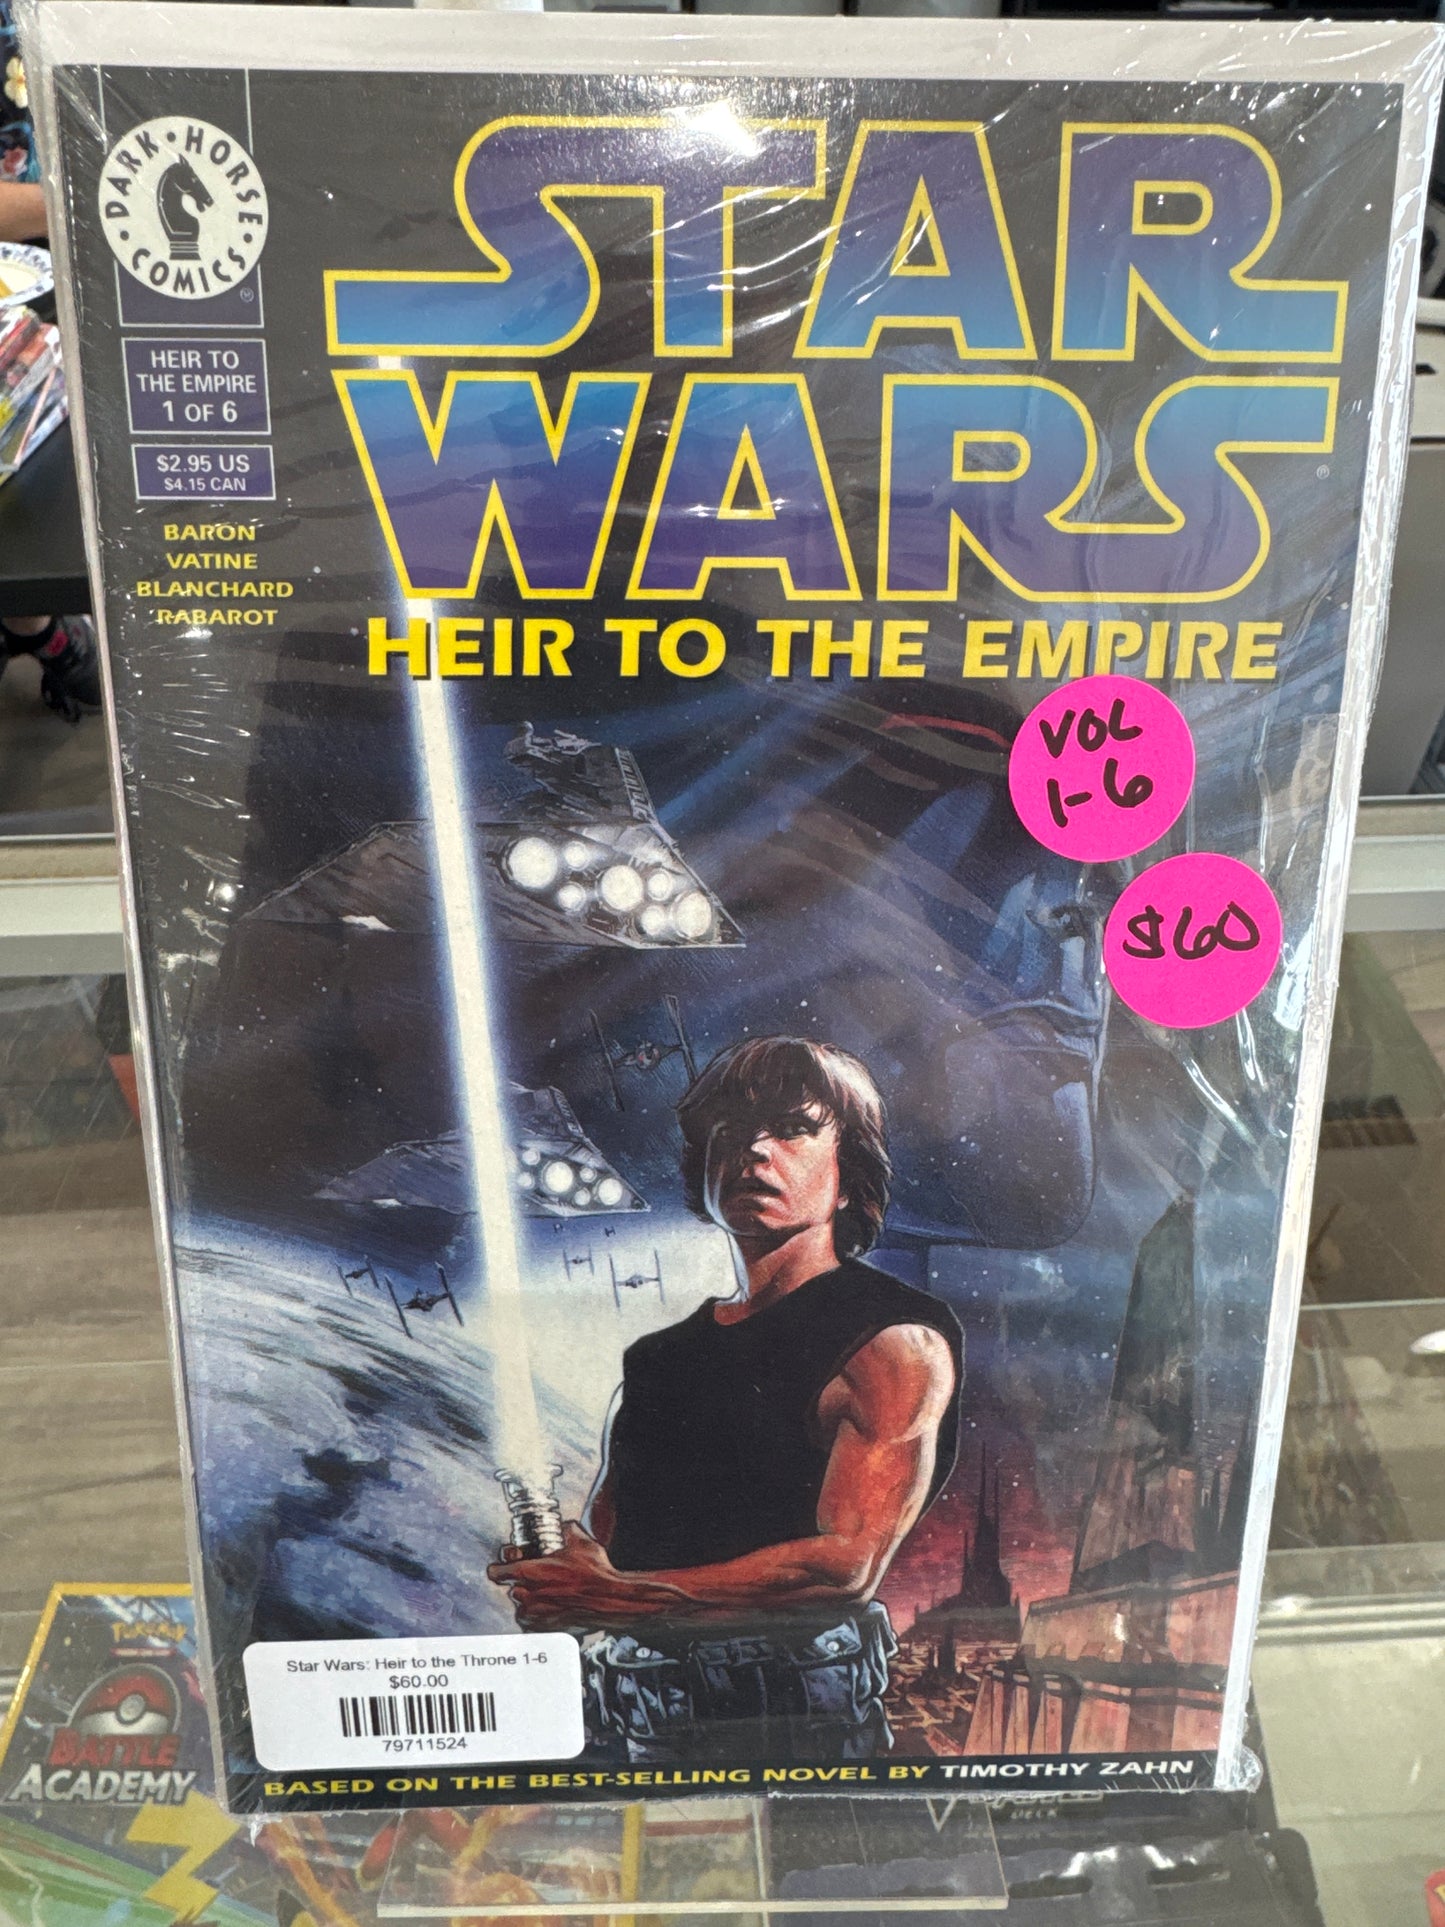 DARK • HORSE
• COMICS •
STAR
WARS
HEIR TO THE EMPIRE
HEIR TO
THE EMPIRE
1 OF 6
$2.95 US
$4.15 CAN
BARON
VATINE
BLANCHARD
RABAROT
VOL
1-6
$60
Star Wars: Heir to the Throne 1-6
$60.00
79711524
BASED ON THE BEST-SELLING NOVEL BY TIMOTHY ZAHN
POKéMON
BATTLE
ACADEMY
DECK